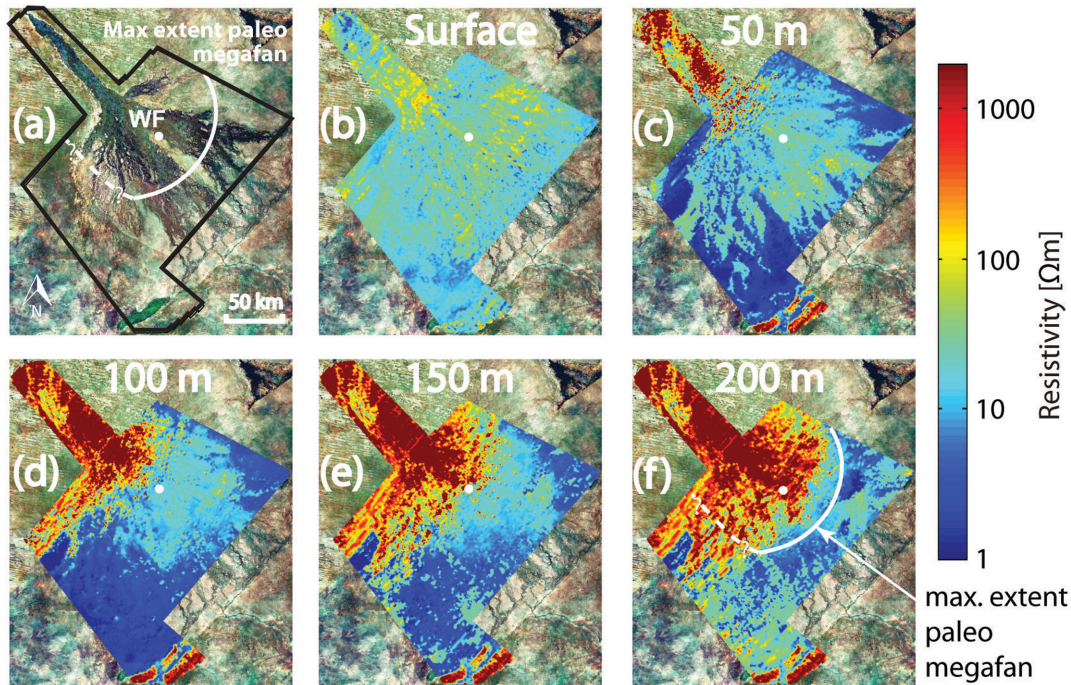 Max extent paleo
megafan
(a)
WF
?
?
N
50 km
Surface
(b)
50 m
(c)
1000
100
10
1
Resistivity [Ωm]
100 m
(d)
150 m
(e)
200 m
(f)
?
?
max. extent
paleo
megafan